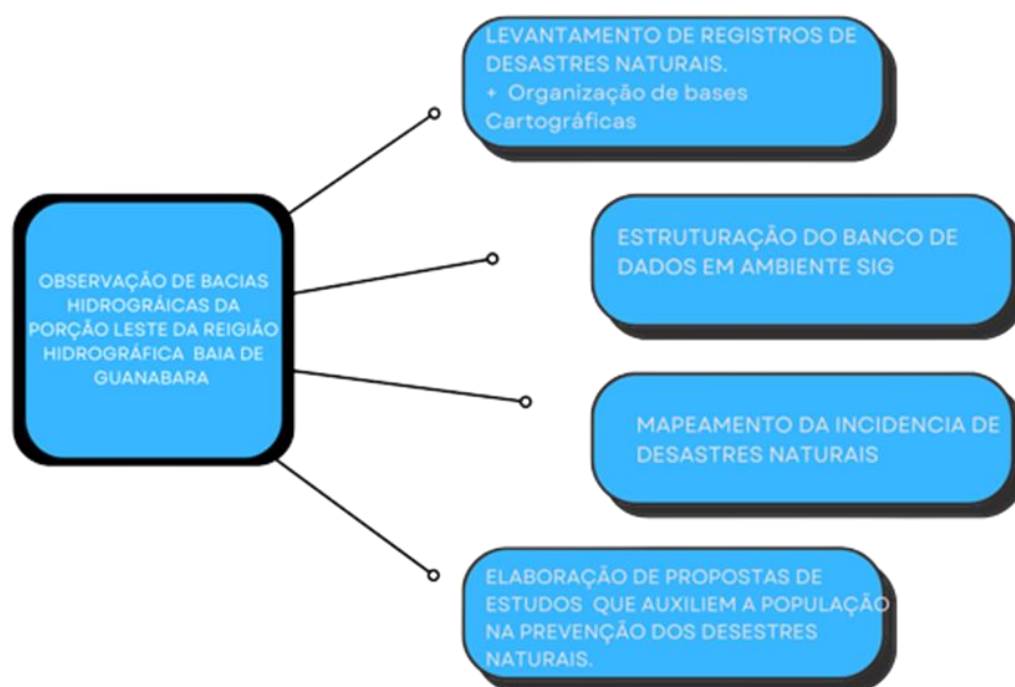 LEVANTAMENTO DE REGISTROS DE
DESASTRES NATURAIS.
+ Organização de bases
Cartográficas
ESTRUTURAÇÃO DO BANCO DE
DADOS EM AMBIENTE SIG
OBSERVAÇÃO DE BACIAS
HIDROGRÁICAS DA
PORÇÃO LESTE DA REIGIÃO
HIDROGRÁFICA BAIA DE
GUANABARA
MAPEAMENTO DA INCIDENCIA DE
DESASTRES NATURAIS
ELABORAÇÃO DE PROPOSTAS DE
ESTUDOS QUE AUXILIEM A POPULAÇÃO
NA PREVENÇÃO DOS DESESTRES
NATURAIS.